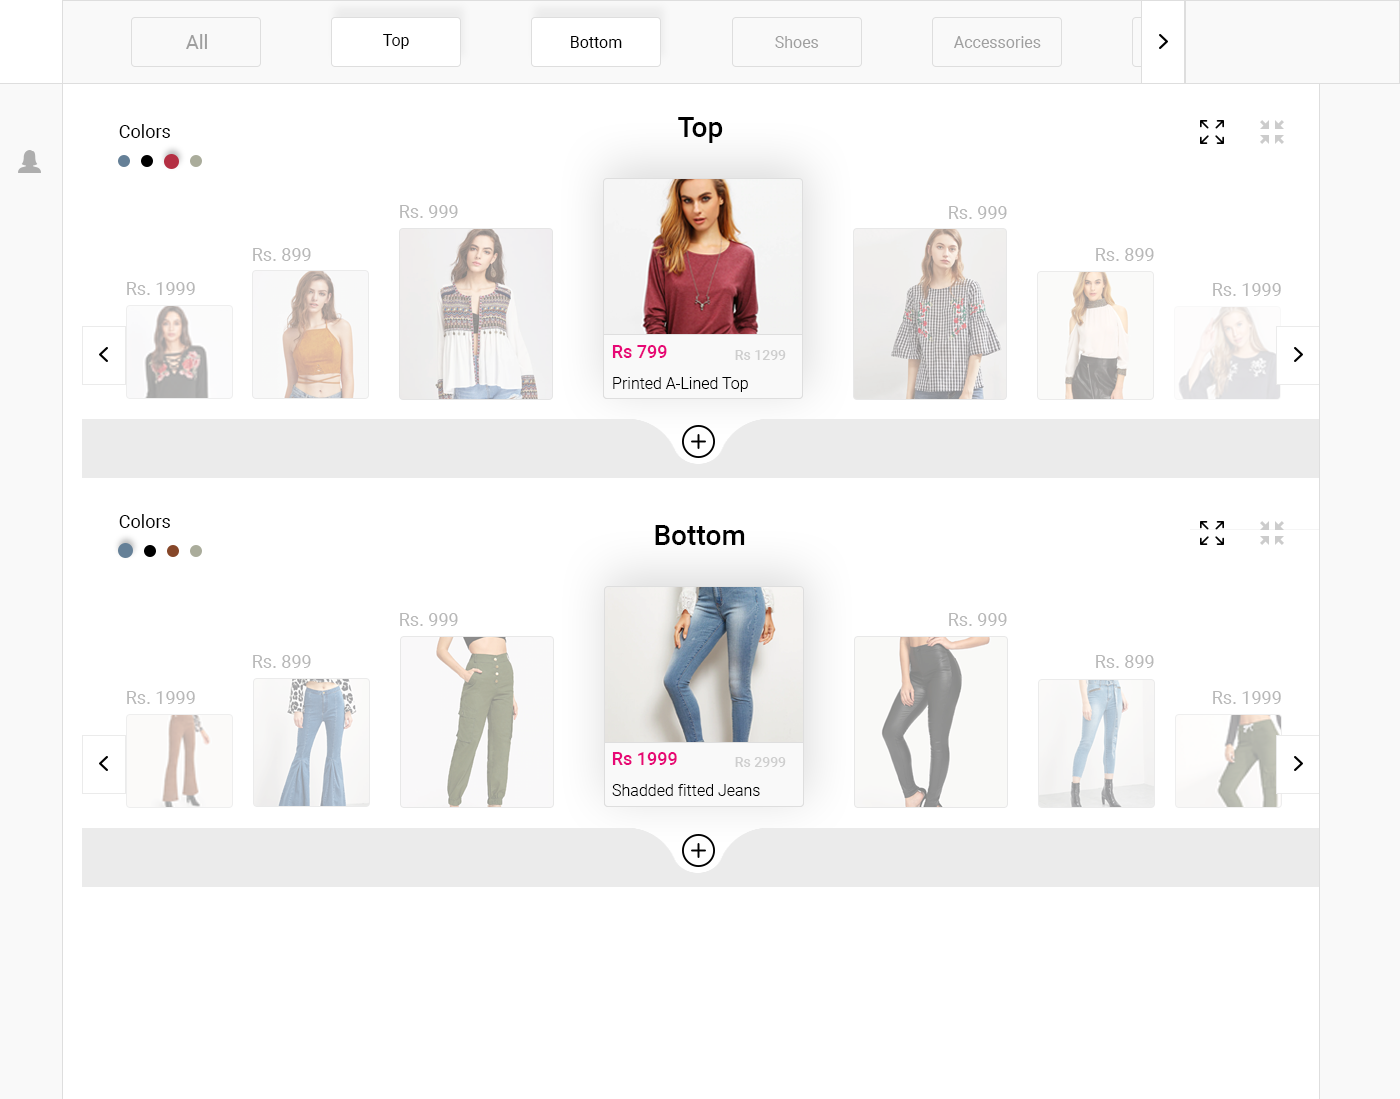 All
Top
Bottom
Shoes
Accessories
Colors
Top
Rs. 1999
Rs. 899
Rs. 999
Rs 799
Rs 1299
Printed A-Lined Top
Rs. 999
Rs. 899
Rs. 1999
Colors
Bottom
Rs. 1999
Rs. 899
Rs. 999
Rs 1999
Rs 2999
Shadded fitted Jeans
Rs. 999
Rs. 899
Rs. 1999